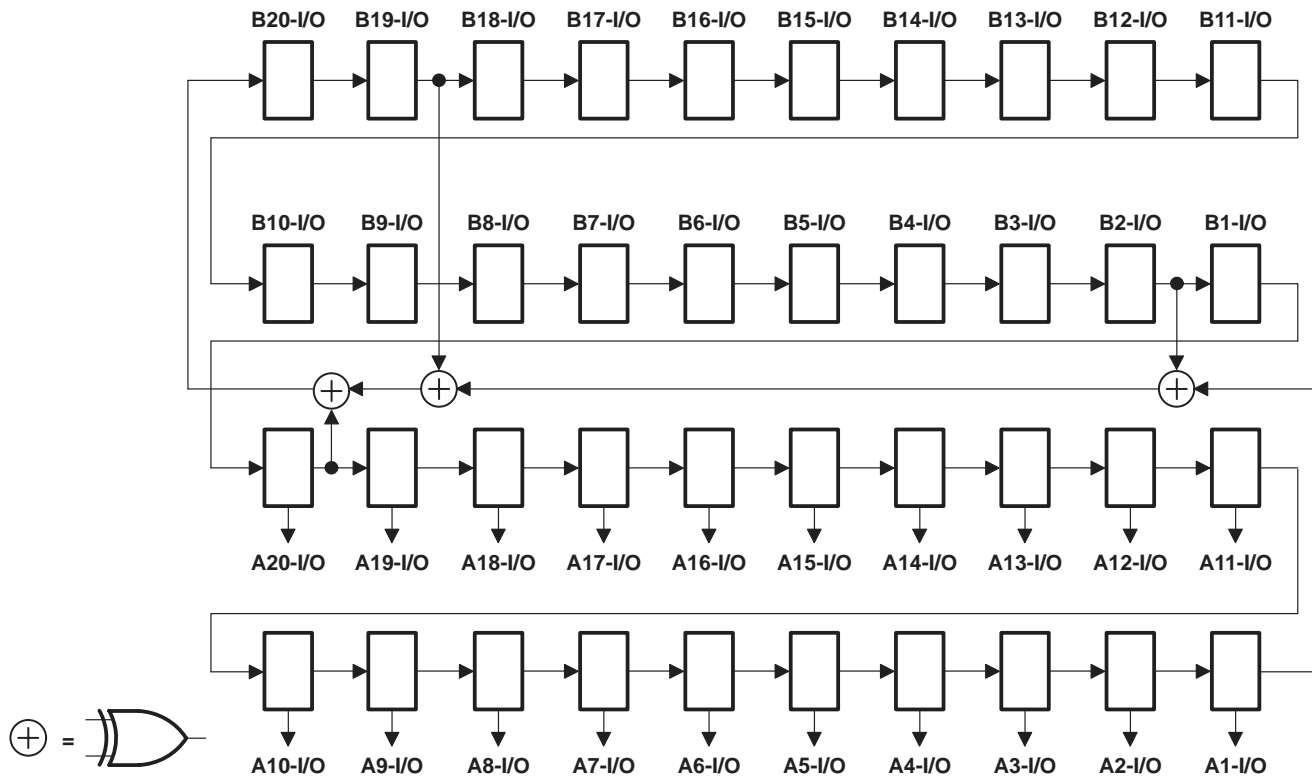 B20-I/O B19-I/O B18-I/O B17-I/O B16-I/O B15-I/O B14-I/O B13-I/O B12-I/O B11-I/O
B10-I/O B9-I/O B8-I/O B7-I/O B6-I/O B5-I/O B4-I/O B3-I/O B2-I/O B1-I/O
A20-I/O A19-I/O A18-I/O A17-I/O A16-I/O A15-I/O A14-I/O A13-I/O A12-I/O A11-I/O
=
A10-I/O A9-I/O A8-I/O A7-I/O A6-I/O A5-I/O A4-I/O A3-I/O A2-I/O A1-I/O